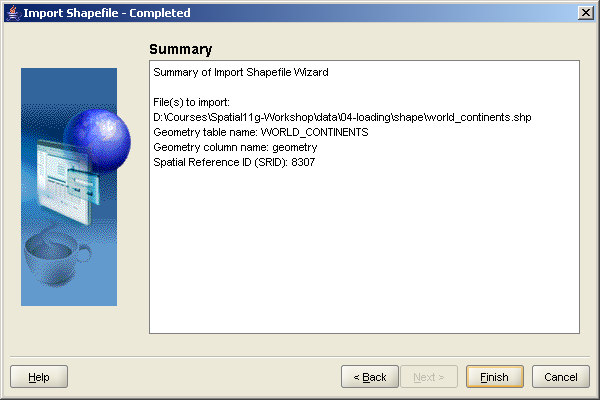 Import Shapefile - Completed
Summary
Summary of Import Shapefile Wizard
File(s) to import:
D:\Courses\Spatial11g-Workshop\data\04-loading\shape\world_continents.shp
Geometry table name: WORLD_CONTINENTS
Geometry column name: geometry
Spatial Reference ID (SRID): 8307
Help
< Back
Next >
Finish
Cancel